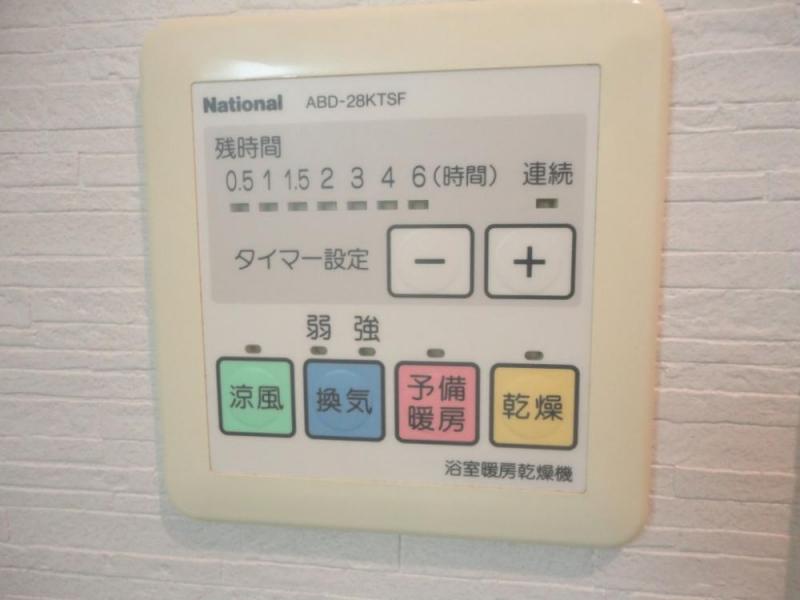 National ABD-28KTSF
残時間
0.5 1 1.5 2 3 4 6(時間) 連続
タイマー設定 − +
弱 強
涼風 換気 予備暖房 乾燥
浴室暖房乾燥機